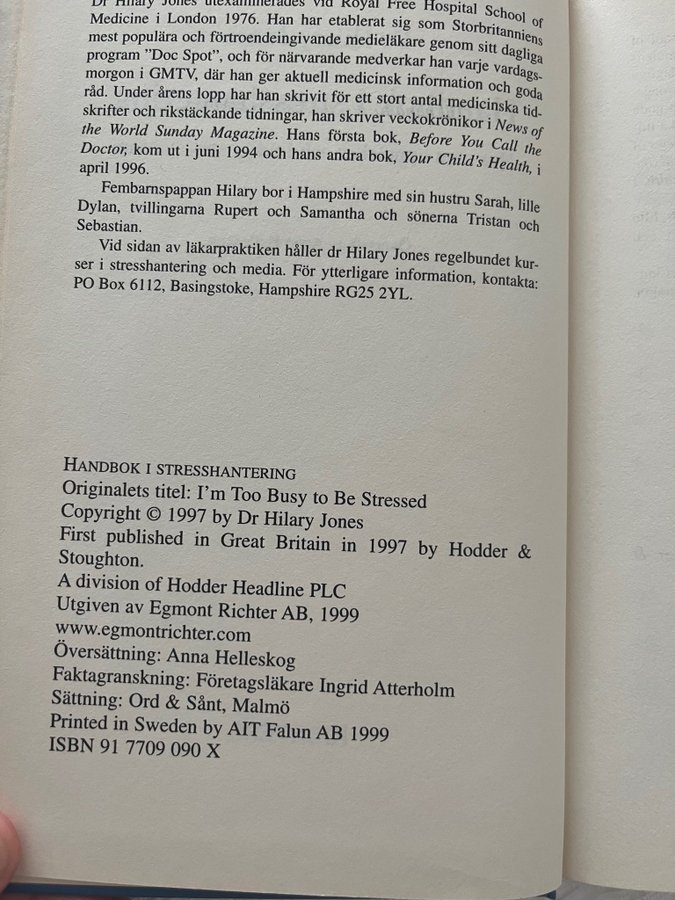 Dr Hilary Jones utexaminerades vid Royal Free Hospital School of
Medicine i London 1976. Han har etablerat sig som Storbritanniens
mest populära och förtroendeingivande medieläkare genom sitt dagliga
program ”Doc Spot”, och för närvarande medverkar han varje vardags-
morgon i GMTV, där han ger aktuell medicinsk information och goda
råd. Under årens lopp har han skrivit för ett stort antal medicinska tid-
skrifter och rikstäckande tidningar, han skriver veckokrönikor i News of
the World Sunday Magazine. Hans första bok, Before You Call the
Doctor, kom ut i juni 1994 och hans andra bok, Your Child's Health, i
april 1996.
Fembarnspappan Hilary bor i Hampshire med sin hustru Sarah, lille
Dylan, tvillingarna Rupert och Samantha och sönerna Tristan och
Sebastian.
Vid sidan av läkarpraktiken håller dr Hilary Jones regelbundet kur-
ser i stresshantering och media. För ytterligare information, kontakta:
PO Box 6112, Basingstoke, Hampshire RG25 2YL.
HANDBOK I STRESSHANTERING
Originalets titel: I'm Too Busy to Be Stressed
Copyright © 1997 by Dr Hilary Jones
First published in Great Britain in 1997 by Hodder &
Stoughton.
A division of Hodder Headline PLC
Utgiven av Egmont Richter AB, 1999
www.egmontrichter.com
Översättning: Anna Helleskog
Faktagranskning: Företagsläkare Ingrid Atterholm
Sättning: Ord & Sånt, Malmö
Printed in Sweden by AIT Falun AB 1999
ISBN 91 7709 090 X